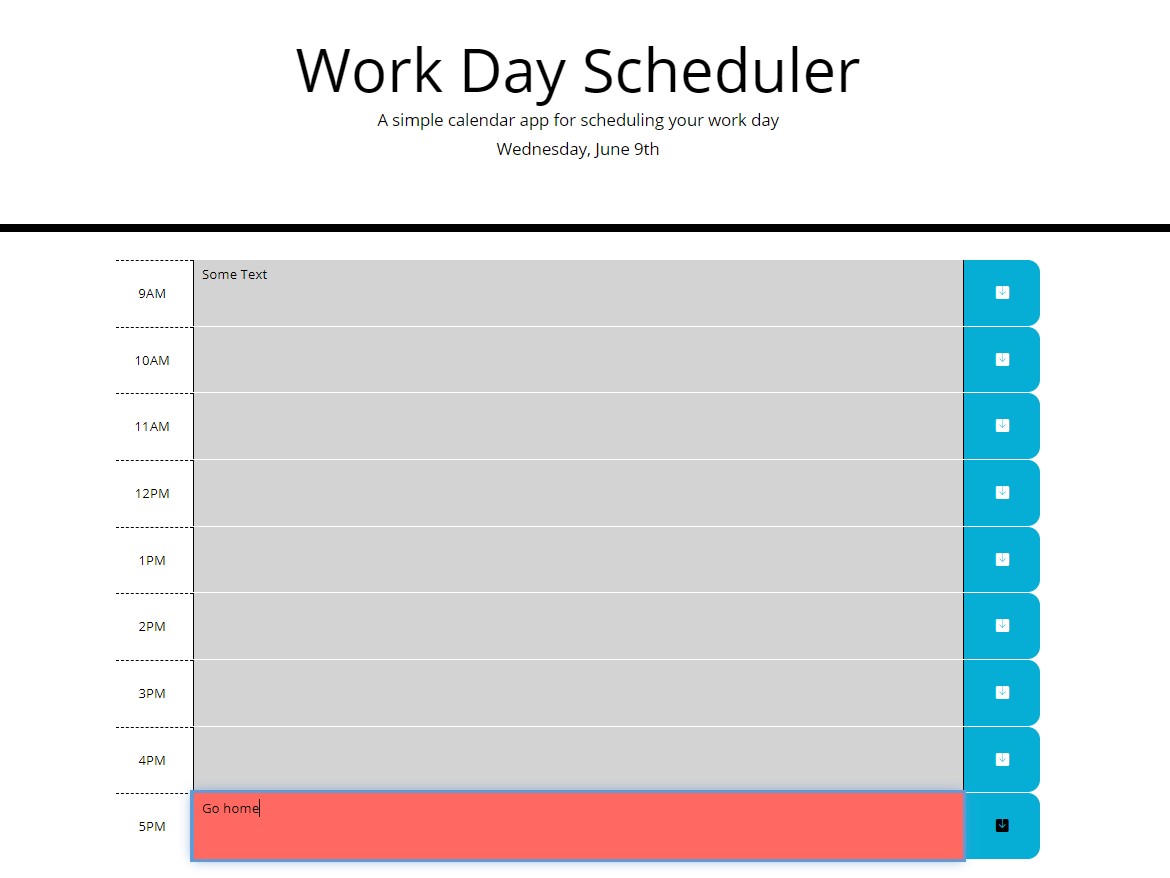 Work Day Scheduler
A simple calendar app for scheduling your work day
Wednesday, June 9th
9AM
Some Text
10AM
11AM
12PM
1PM
2PM
3PM
4PM
5PM
Go home